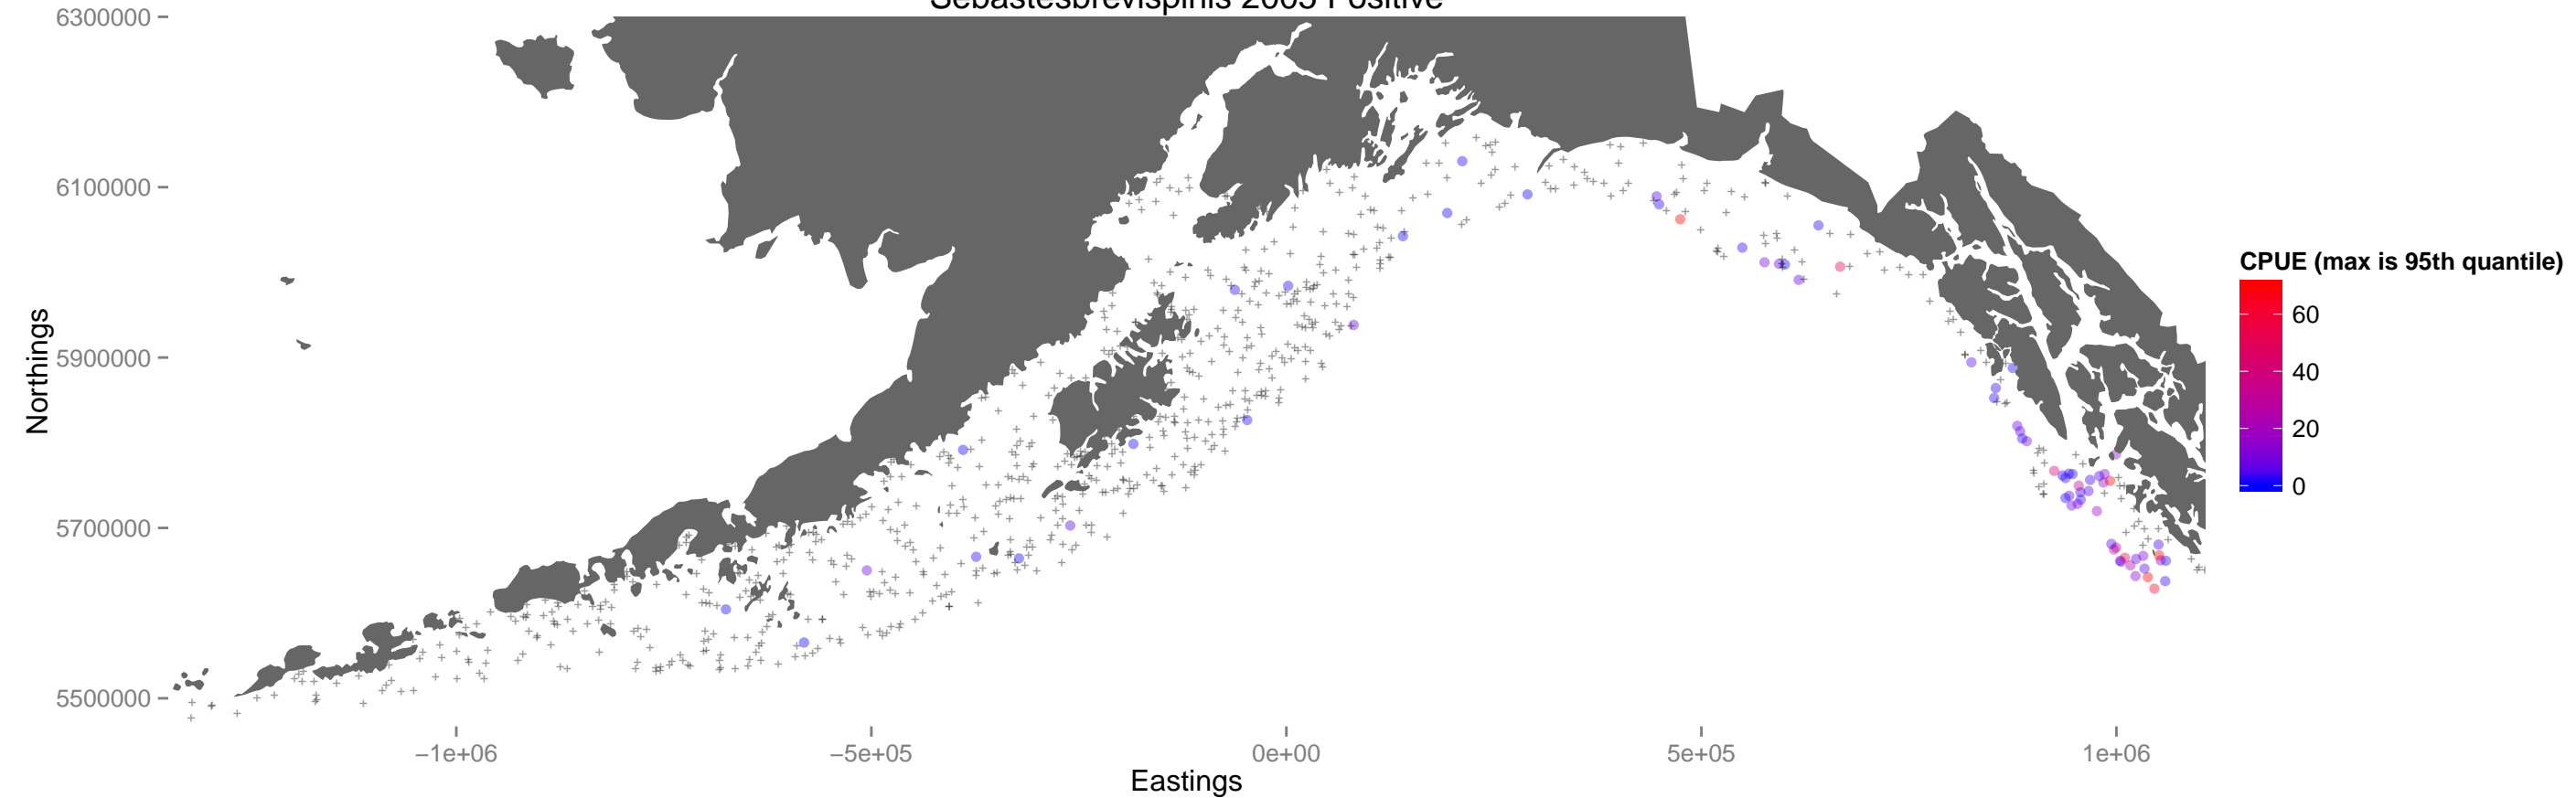 Sebastesbrevispinis 2005 Positive
6300000
6100000
5900000
5700000
5500000
Northings
−1e+06
−5e+05
0e+00
5e+05
1e+06
Eastings
CPUE (max is 95th quantile)
60
40
20
0